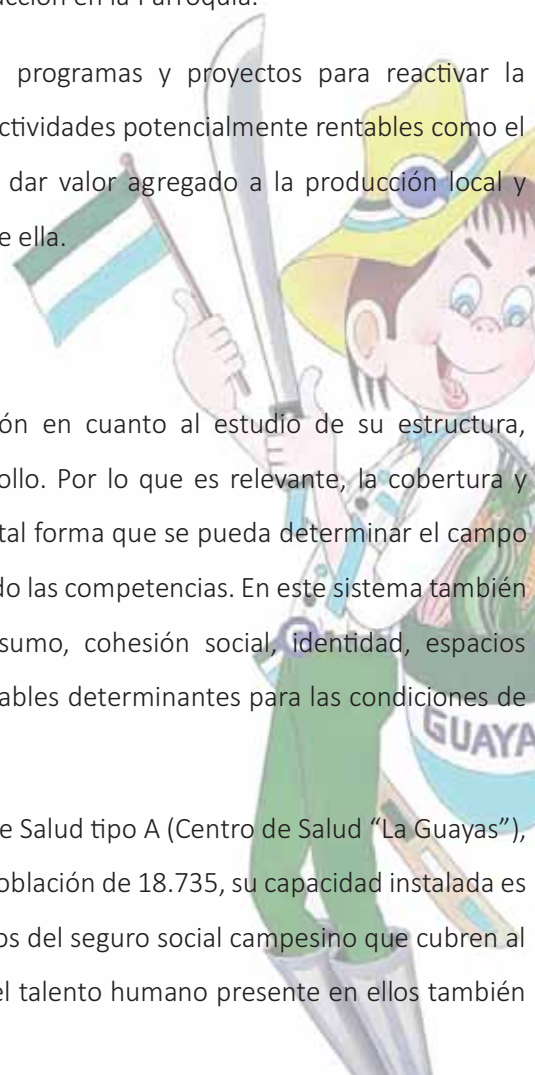 ucción en la Parroquia.
programas y proyectos para reactivar la
ctividades potencialmente rentables como el
dar valor agregado a la producción local y
e ella.
ón en cuanto al estudio de su estructura,
ollo. Por lo que es relevante, la cobertura y
tal forma que se pueda determinar el campo
do las competencias. En este sistema también
sumo, cohesión social, identidad, espacios
ables determinantes para las condiciones de
GUAYA
e Salud tipo A (Centro de Salud “La Guayas”),
oblación de 18.735, su capacidad instalada es
os del seguro social campesino que cubren al
el talento humano presente en ellos también